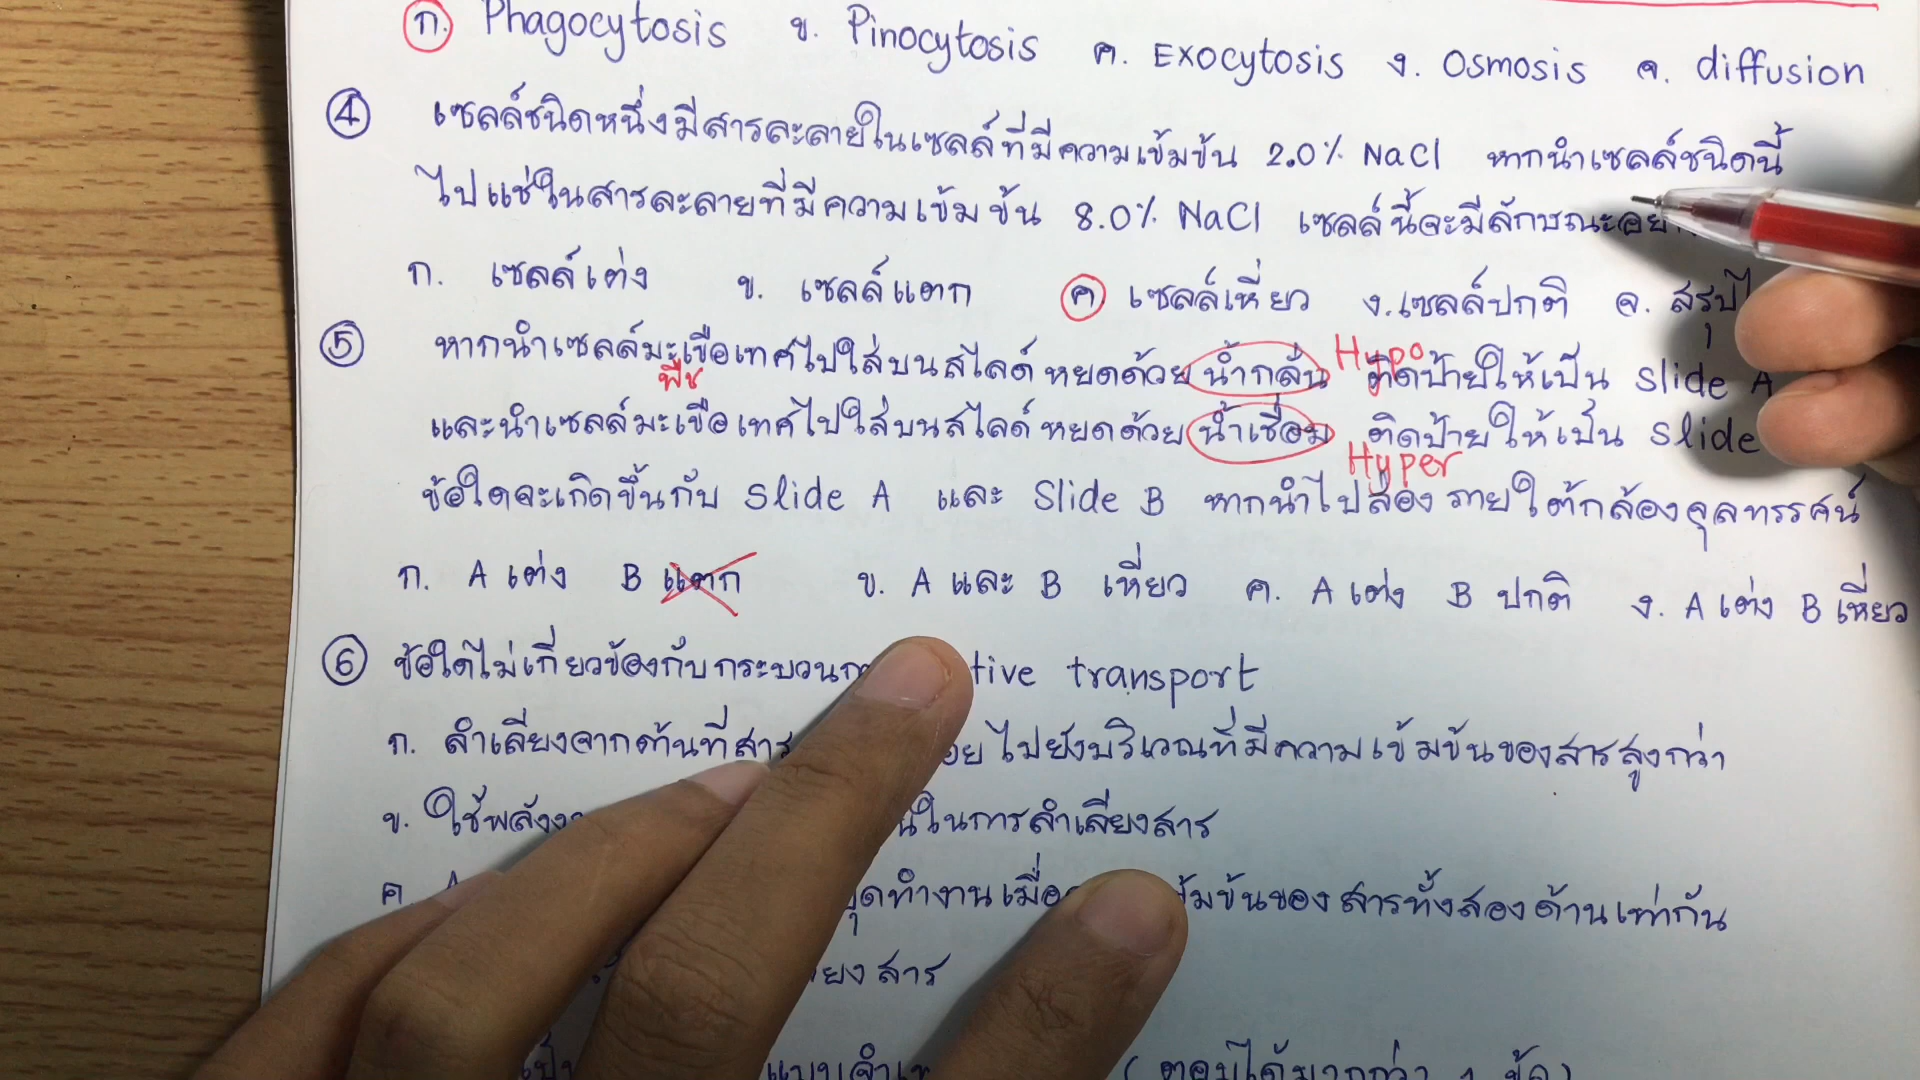 ก. Phagocytosis ข. Pinocytosis ค. Exocytosis ง. Osmosis จ. diffusion
④ เซลล์ชนิดหนึ่งมีสารละลายในเซลล์ที่มีความเข้มข้น 2.0% NaCl หากนำเซลล์ชนิดนี้
ไปแช่ในสารละลายที่มีความเข้มข้น 8.0% NaCl เซลล์นี้จะมีลักษณะ
ก. เซลล์เต่ง ข. เซลล์แตก ค เซลล์เหี่ยว ง.เซลล์ปกติ จ. สรุป
⑤ หากนำเซลล์มะเขือเทศไปใส่บนสไลด์ หยดด้วย น้ำกลั่น Hypo ติดป้ายให้เป็น Slide A
พืช
และนำเซลล์มะเขือเทศไปใส่บนสไลด์ หยดด้วย น้ำเชื่อม ติดป้ายให้เป็น Slide
Hyper
ข้อใดจะเกิดขึ้นกับ Slide A และ Slide B หากนำไปส่องภายใต้กล้องจุลทรรศน์
ก. A เต่ง B แตก ข. A และ B เหี่ยว ค. A เต่ง B ปกติ ง. A เต่ง B เหี่ยว
⑥ ข้อใดไม่เกี่ยวข้องกับกระบวน tive transport
ก. ลำเลียงจากด้านที่สาร ไปยังบริเวณที่มีความเข้มข้นของสารสูงกว่า
ข. ใช้ ในการลำเลียงสาร
ค. ทำงานเมื่อ ของสารทั้งสองด้านเท่ากัน
สาร
(ตอบได้มากกว่า 1 ข้อ)